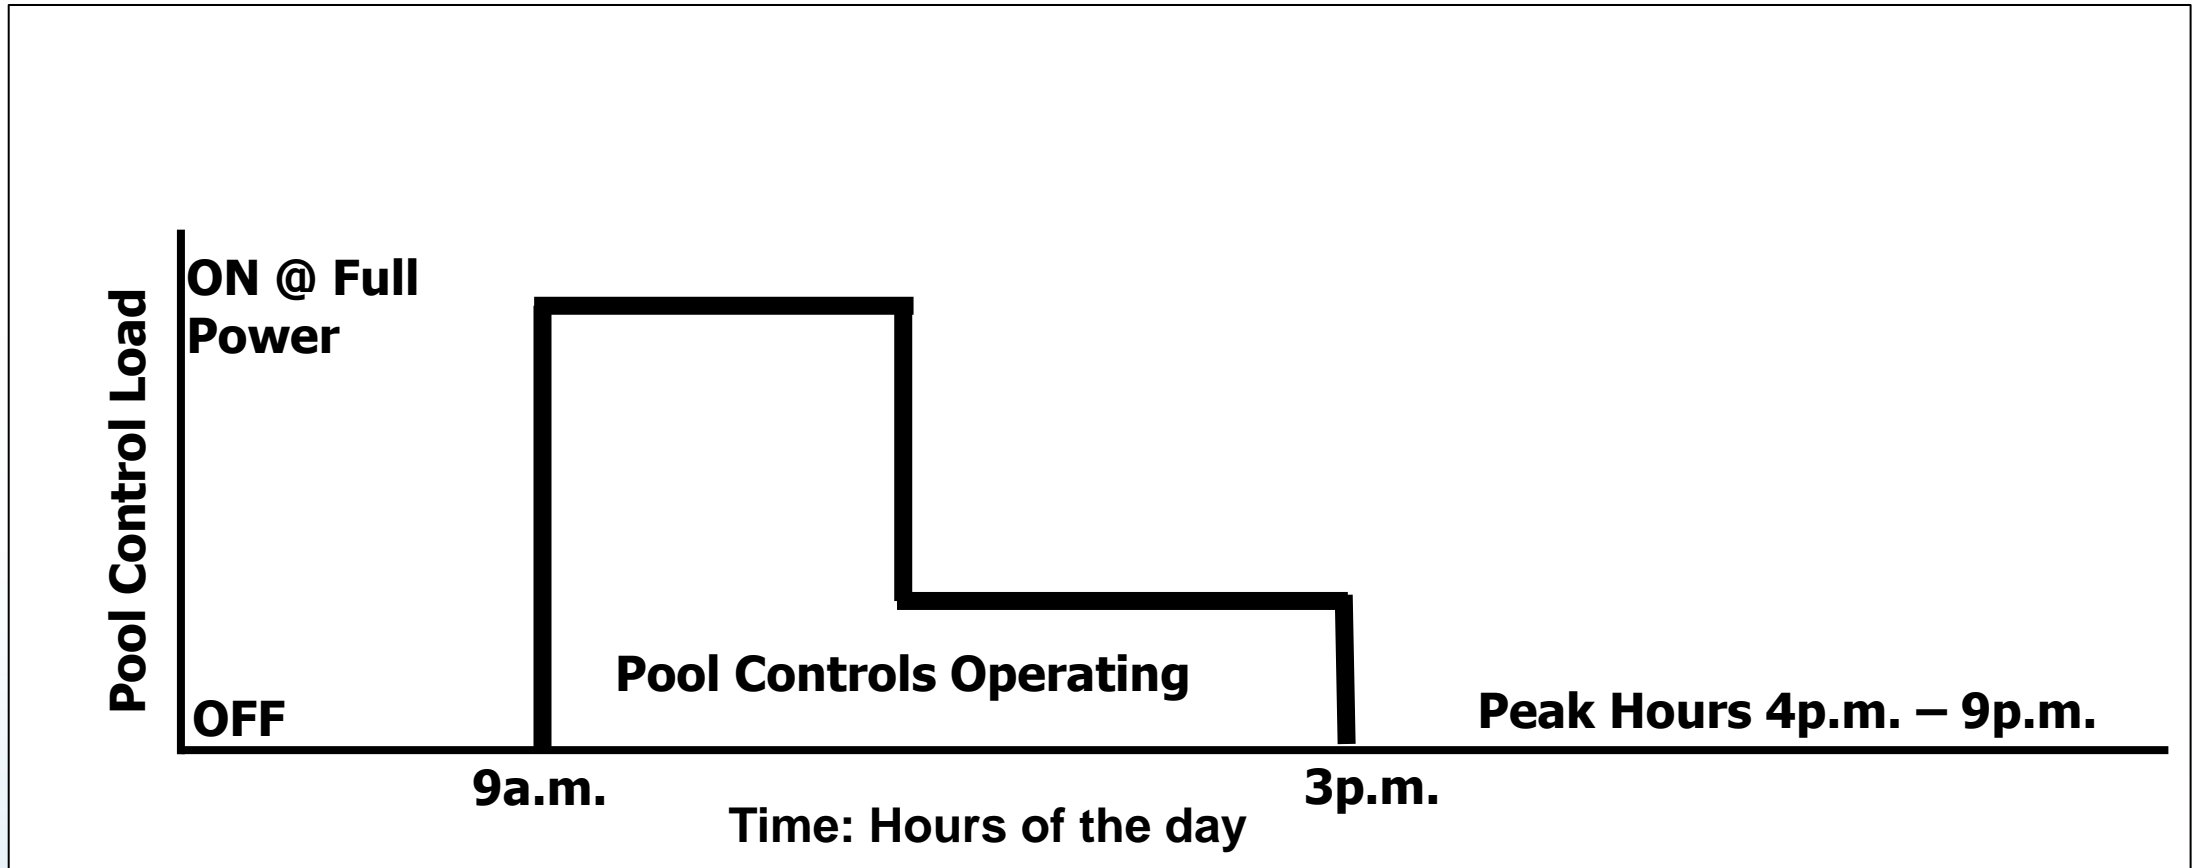 ON @ Full
Power
Pool Control Load
Pool Controls Operating
Peak Hours 4p.m. – 9p.m.
OFF
9a.m.
3p.m.
Time: Hours of the day